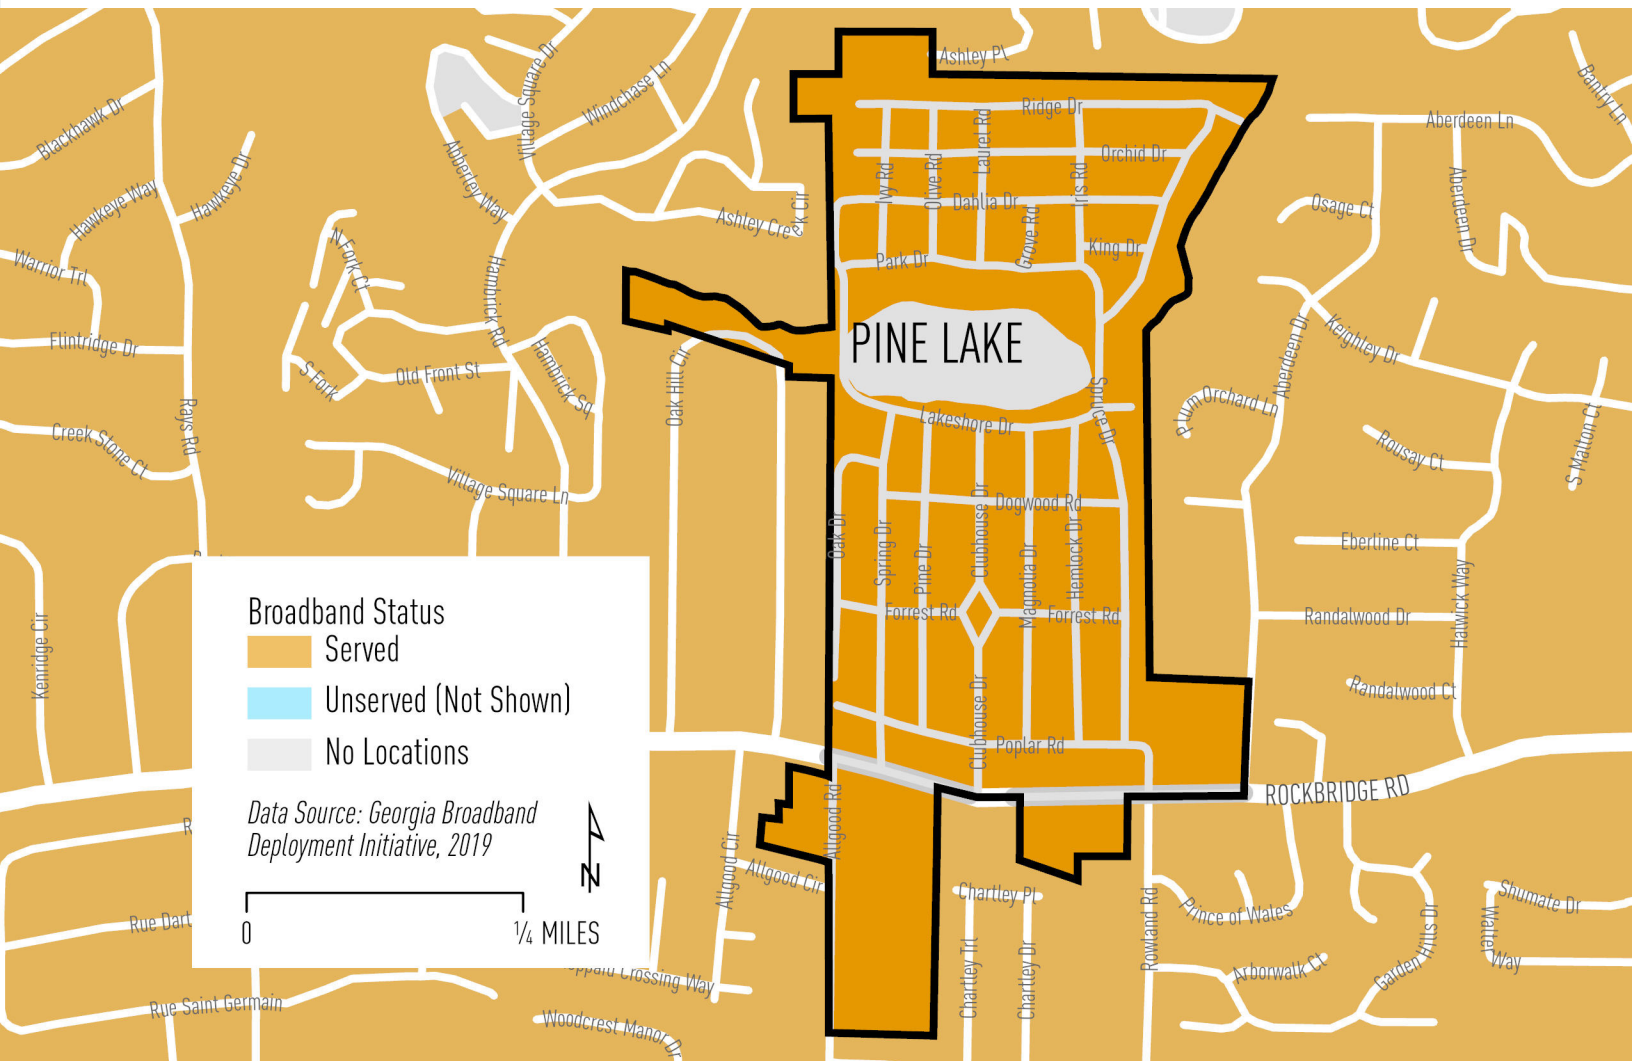 Ashley Pl
Bantry Ln
Village Square Dr
Windchase Ln
Blackhawk Dr
Ridge Dr
Laurel Rd
Aberdeen Ln
Abberley Way
Hawkeye Dr
Orchid Dr
Ivy Rd
Olive Rd
Iris Rd
Hawkeye Way
Dahlia Dr
Aberdeen Dr
Osage Ct
Ashley Creek Cir
Grove Rd
King Dr
N Fork Ct
Warrior Trl
Park Dr
Hambrick Rd
PINE LAKE
Keighley Dr
Aberdeen Dr
Flintridge Dr
Oak Hill Cir
Hambrick Sq
S Fork
Old Front St
Plum Orchard Ln
Spruce Dr
Lakeshore Dr
Rays Rd
Creek Stone Ct
Rousay Ct
S Malton Ct
Village Square Ln
Dogwood Rd
Clubhouse Dr
Oak Dr
Spring Dr
Pine Dr
Magnolia Dr
Hemlock Dr
Eberline Ct
Halwick Way
Forrest Rd
Forrest Rd
Randalwood Dr
Kenridge Cir
Randalwood Ct
Clubhouse Dr
Poplar Rd
ROCKBRIDGE RD
Broadband Status
Served
Unserved (Not Shown)
No Locations
Data Source: Georgia Broadband
Deployment Initiative, 2019
N
0
1/4 MILES
Allgood Rd
Allgood Cir
Allgood Cir
Chartley Pl
Prince of Wales
Rowland Rd
Shumate Dr
Walter Way
Garden Hills Dr
Arborwalk Ct
Chartley Trl
Chartley Dr
Rue Dart
Crossing Way
Rue Saint Germain
Woodcrest Manor Dr